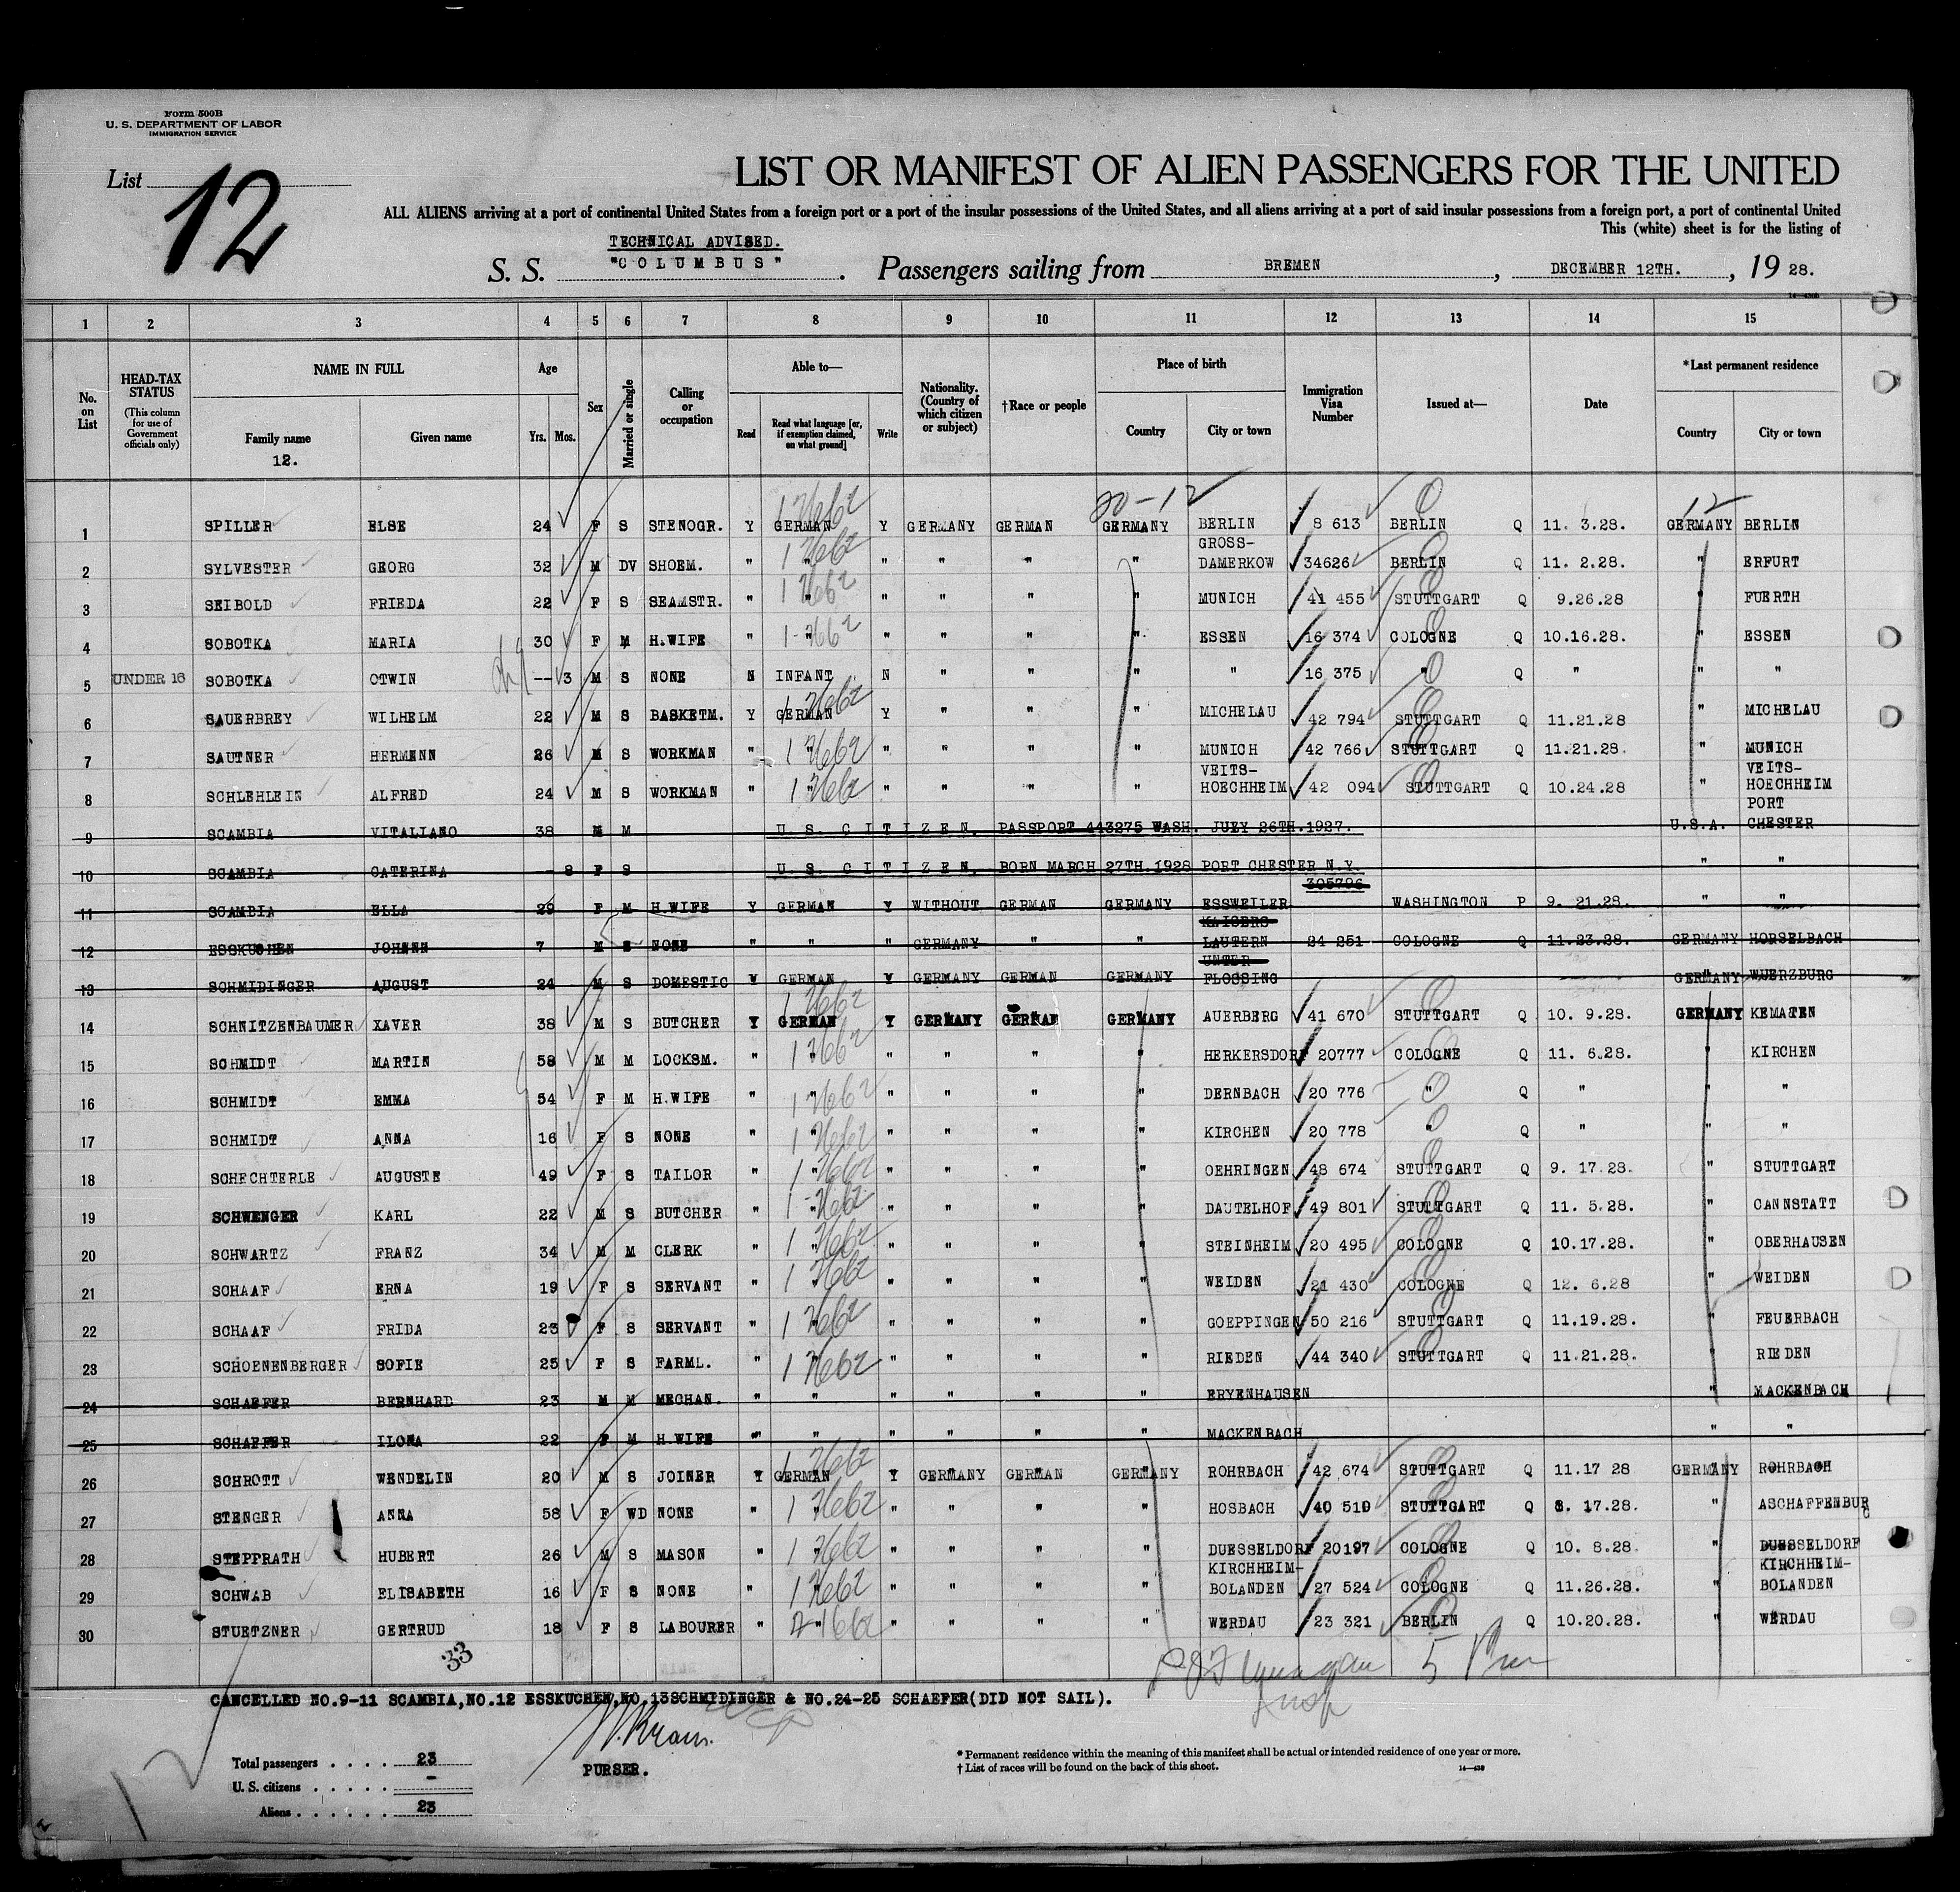 Form 500B
U. S. DEPARTMENT OF LABOR
IMMIGRATION SERVICE
List 12
LIST OR MANIFEST OF ALIEN PASSENGERS FOR THE UNITED
ALL ALIENS arriving at a port of continental United States from a foreign port or a port of the insular possessions of the United States, and all aliens arriving at a port of said insular possessions from a foreign port, a port of continental United
This (white) sheet is for the listing of
TECHNICAL ADVISED.
S. S. "COLUMBUS". Passengers sailing from BREMEN, DECEMBER 12TH., 19 28.
1 2 3 4 5 6 7 8 9 10 11 12 13 14 15
No. on List
HEAD-TAX STATUS (This column for use of Government officials only)
NAME IN FULL
Family name 12.
Given name
Age
Yrs. Mos.
Sex
Married or single
Calling or occupation
Able to—
Read
Read what language [or, if exemption claimed, on what ground]
Write
Nationality. (Country of which citizen or subject)
†Race or people
Place of birth
Country
City or town
Immigration Visa Number
Issued at—
Date
*Last permanent residence
Country
City or town
20-12 12
1 SPILLER ELSE 24 F S STENOGR. Y GERMAN Y GERMANY GERMAN GERMANY BERLIN 8 613 BERLIN Q 11. 3.28. GERMANY BERLIN
2 SYLVESTER GEORG 32 M DV SHOEM. " " " " " " GROSS-DAMERKOW 34626 BERLIN Q 11. 2.28. " ERFURT
3 SEIBOLD FRIEDA 22 F S SEAMSTR. " " " " " " MUNICH 41 455 STUTTGART Q 9.26.28 " FUERTH
4 SOBOTKA MARIA 30 F M H.WIFE " " " " " " ESSEN 16 374 COLOGNE Q 10.16.28. " ESSEN
5 UNDER 16 SOBOTKA OTWIN -- 3 M S NONE N INFANT N " " " " 16 375 " Q " " "
6 SAUERBREY WILHELM 22 M S BASKETM. Y GERMAN Y " " " MICHELAU 42 794 STUTTGART Q 11.21.28 " MICHELAU
7 SAUTNER HERMENN 26 M S WORKMAN " " " " " " MUNICH 42 766 STUTTGART Q 11.21.28. " MUNICH
8 SCHLEHLEIN ALFRED 24 M S WORKMAN " " " " " " VEITS-HOECHHEIM 42 094 STUTTGART Q 10.24.28 " VEITS-HOECHHEIM
9 SCAMBIA VITALIANO 38 M M U.S. CITIZEN, PASSPORT 443275 WASH. JULY 26TH.1927. U.S.A. PORT CHESTER
10 SCAMBIA CATERINA -- 8 F S U.S. CITIZEN, BORN MARCH 27TH.1928 PORT CHESTER N.Y. " "
11 SCAMBIA ELLA 29 F M H.WIFE Y GERMAN Y WITHOUT GERMAN GERMANY ESSWEILER 305706 WASHINGTON P 9. 21.28. " "
12 ESSKUCHEN JOHANN 7 M S NONE " " " GERMANY " " KAISERS-LAUTERN 24 251 COLOGNE Q 11.23.28. GERMANY HORSELBACH
13 SCHMIDINGER AUGUST 24 M S DOMESTIC Y GERMAN Y GERMANY GERMAN GERMANY UNTER FLOSSING GERMANY WUERZBURG
14 SCHNITZENBAUMER XAVER 38 M S BUTCHER Y GERMAN Y GERMANY GERMAN GERMANY AUERBERG 41 670 STUTTGART Q 10. 9.28. GERMANY KEMATEN
15 SCHMIDT MARTIN 58 M M LOCKSM. " " " " " " HERKERSDORF 20777 COLOGNE Q 11. 6.28. " KIRCHEN
16 SCHMIDT EMMA 54 F M H.WIFE " " " " " " DERNBACH 20 776 " Q " " "
17 SCHMIDT ANNA 16 F S NONE " " " " " " KIRCHEN 20 778 " Q " " "
18 SCHECHTERLE AUGUSTE 49 F S TAILOR " " " " " " OEHRINGEN 48 674 STUTTGART Q 9. 17.28. " STUTTGART
19 SCHWENGER KARL 22 M S BUTCHER " " " " " " DAUTELHOF 49 801 STUTTGART Q 11. 5.28. " CANNSTATT
20 SCHWARTZ FRANZ 34 M M CLERK " " " " " " STEINHEIM 20 495 COLOGNE Q 10.17.28. " OBERHAUSEN
21 SCHAAF ERNA 19 F S SERVANT " " " " " " WEIDEN 21 430 COLOGNE Q 12. 6.28 " WEIDEN
22 SCHAAF FRIDA 23 F S SERVANT " " " " " " GOEPPINGEN 50 216 STUTTGART Q 11.19.28. " FEUERBACH
23 SCHOENENBERGER SOFIE 25 F S FARML. " " " " " " RIEDEN 44 340 STUTTGART Q 11.21.28. " RIEDEN
24 SCHAEFER BERNHARD 23 M M MECHAN. " " " " " " ERYENHAUSEN " MACKENBACH
25 SCHAEFER ILONA 22 F M H.WIFE " " " " " " MACKENBACH " "
26 SCHROTT WENDELIN 20 M S JOINER Y GERMAN Y GERMANY GERMAN GERMANY ROHRBACH 42 674 STUTTGART Q 11.17 28 GERMANY ROHRBACH
27 STENGER ANNA 58 F WD NONE " " " " " " HOSBACH 40 519 STUTTGART Q 8. 17.28. " ASCHAFFENBURG
28 STEPPRATH HUBERT 26 M S MASON " " " " " " DUESSELDORF 20197 COLOGNE Q 10. 8.28. " DUESSELDORF
29 SCHWAB ELISABETH 16 F S NONE " " " " " " KIRCHHEIM-BOLANDEN 27 524 COLOGNE Q 11.26.28. " KIRCHHEIM-BOLANDEN
30 STUETZNER GERTRUD 18 F S LABOURER " " " " " " WERDAU 23 321 BERLIN Q 10.20.28. " WERDAU
33
CANCELLED NO.9-11 SCAMBIA,NO.12 ESSKUCHEN,NO.13SCHMIDINGER & NO.24-25 SCHAEFER(DID NOT SAIL).
PURSER.
Total passengers . . . . 23
U. S. citizens . . . . . -
Aliens . . . . . . 23
* Permanent residence within the meaning of this manifest shall be actual or intended residence of one year or more.
† List of races will be found on the back of this sheet.